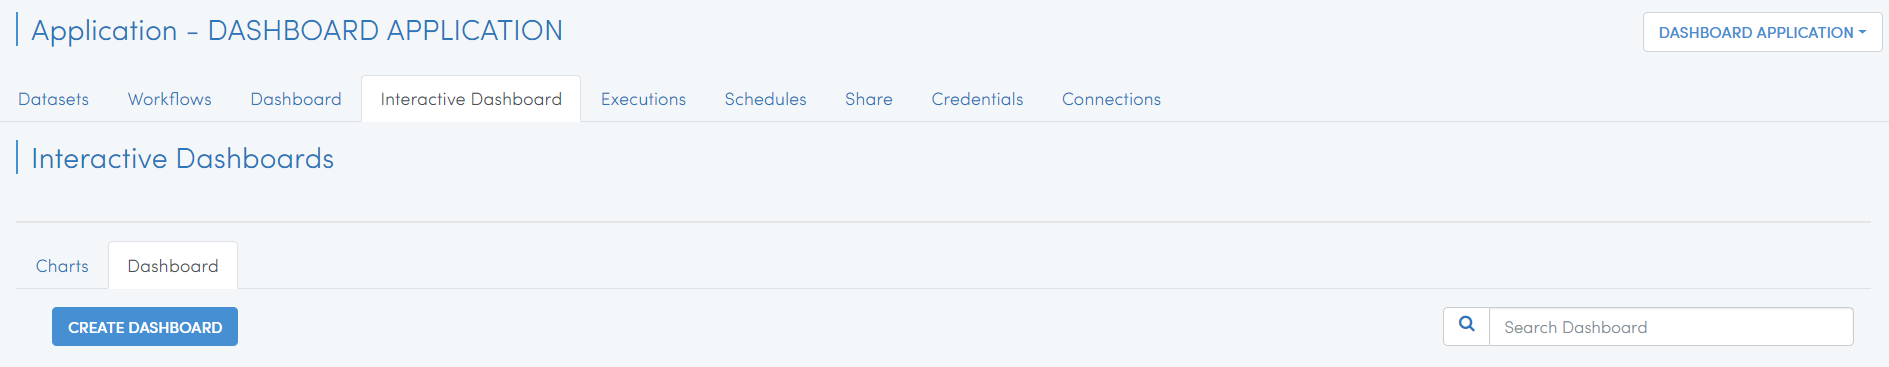 Application - DASHBOARD APPLICATION
DASHBOARD APPLICATION
Datasets Workflows Dashboard Interactive Dashboard Executions Schedules Share Credentials Connections
Interactive Dashboards
Charts Dashboard
CREATE DASHBOARD
Search Dashboard